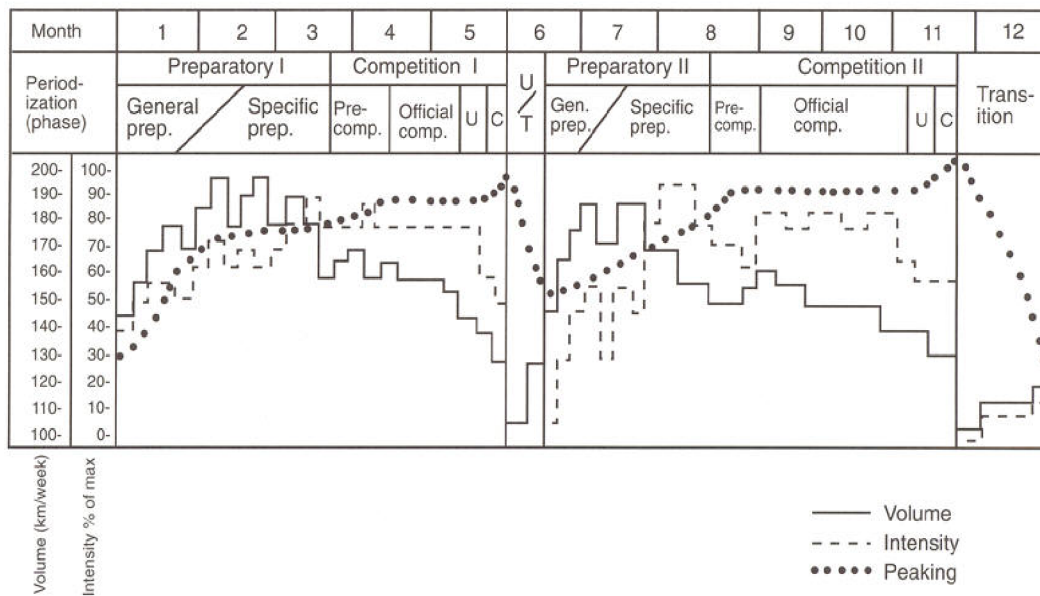 Month 1 2 3 4 5 6 7 8 9 10 11 12
Period-
ization
(phase)
Preparatory I Competition I U/T Preparatory II Competition II Trans-
ition
General
prep.
Specific
prep.
Pre-
comp.
Official
comp.
U
C
Gen.
prep.
Specific
prep.
Pre-
comp.
Official
comp.
U
C
200- 100-
190- 90-
180- 80-
170- 70-
160- 60-
150- 50-
140- 40-
130- 30-
120- 20-
110- 10-
100- 0-
Volume (km/week)
Intensity % of max
Volume
Intensity
Peaking